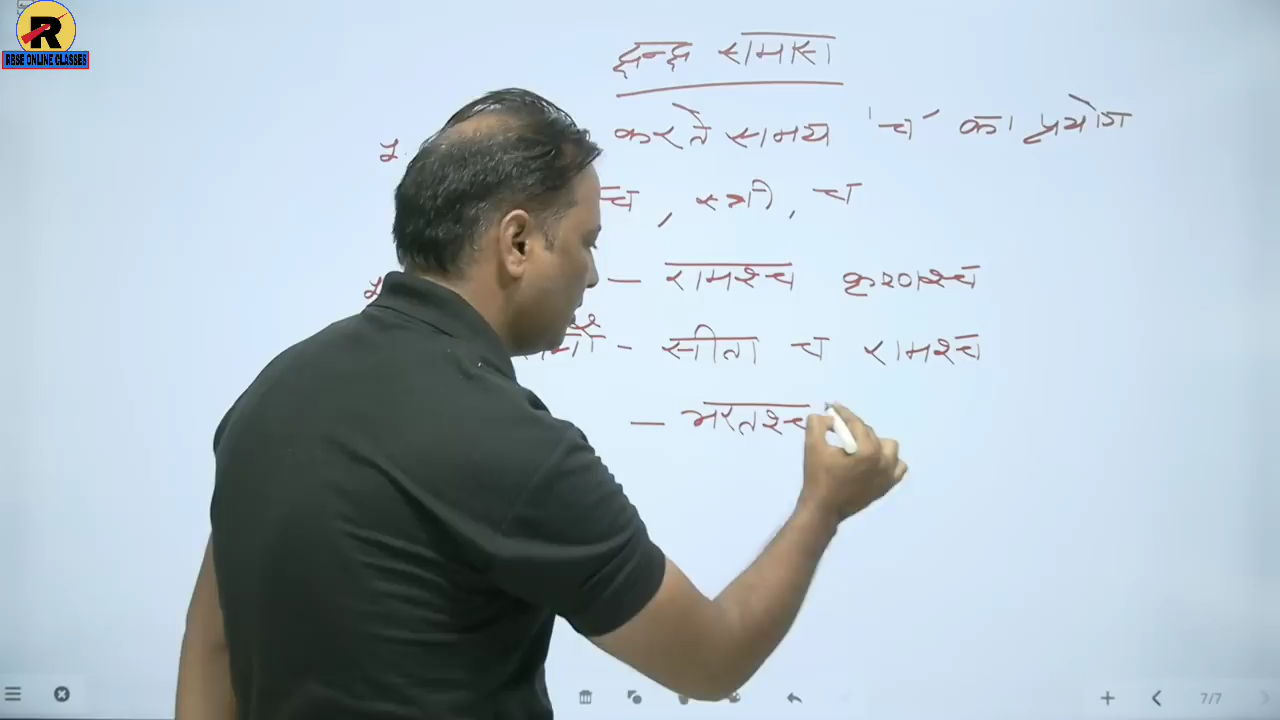 R
RBSE ONLINE CLASSES
द्वन्द्व समास
करते समय 'च' का प्रयोग
च, स्त्री, च
— रामश्च कृष्णश्च
- सीता च रामश्च
— भरतश्च
7/7